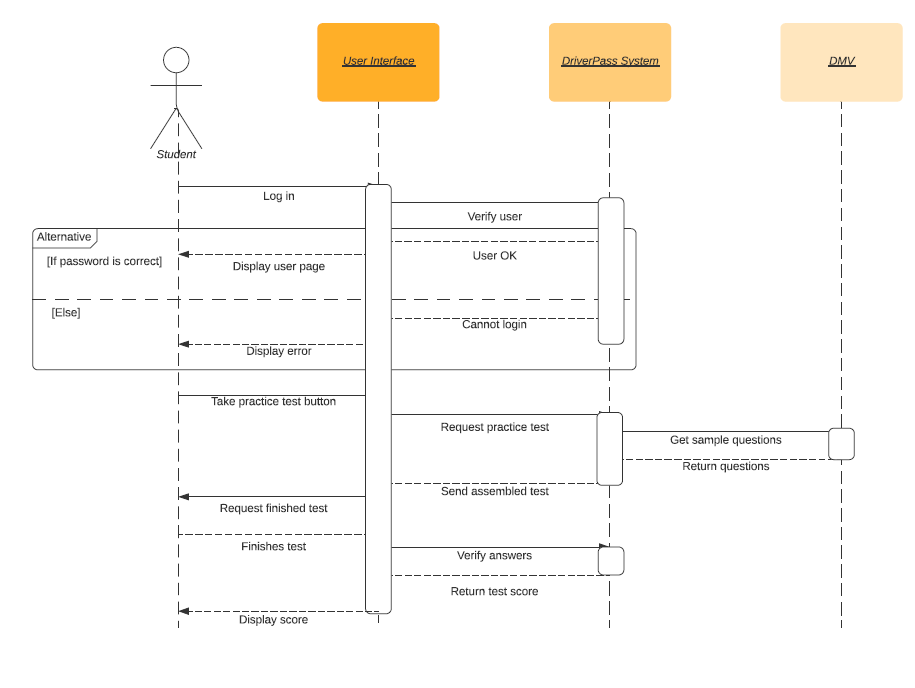 User Interface
DriverPass System
DMV
Student
Log in
Verify user
Alternative
[If password is correct]
User OK
Display user page
[Else]
Cannot login
Display error
Take practice test button
Request practice test
Get sample questions
Return questions
Send assembled test
Request finished test
Finishes test
Verify answers
Return test score
Display score